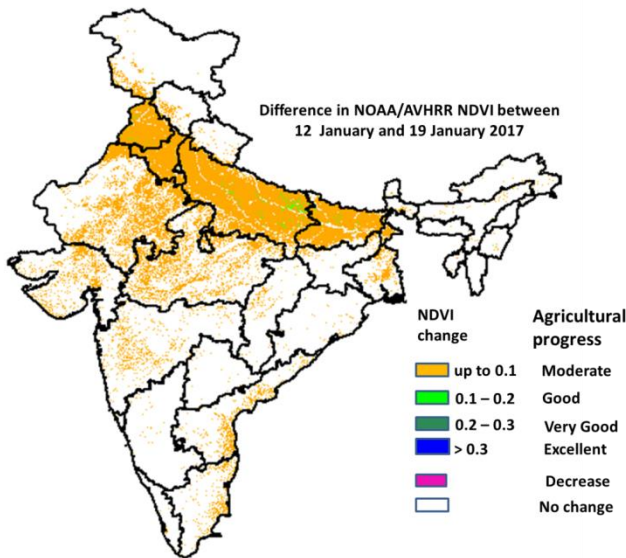 Difference in NOAA/AVHRR NDVI between
12 January and 19 January 2017
NDVI change
Agricultural progress
up to 0.1 Moderate
0.1 – 0.2 Good
0.2 – 0.3 Very Good
> 0.3 Excellent
Decrease
No change